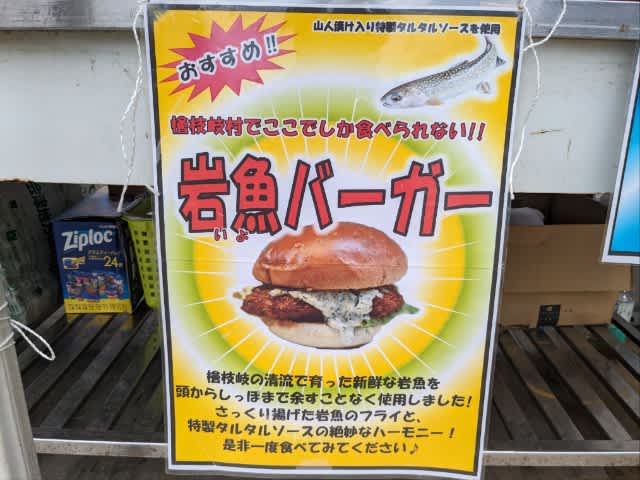 おすすめ!!
山人漬け入り特製タルタルソースを使用
檜枝岐村でここでしか食べられない!!
岩魚バーガー
いよ
檜枝岐の清流で育った新鮮な岩魚を
頭からしっぽまで余すことなく使用しました!
さっくり揚げた岩魚のフライと、
特製タルタルソースの絶妙なハーモニー!
是非一度食べてみてください♪
Ziploc
24